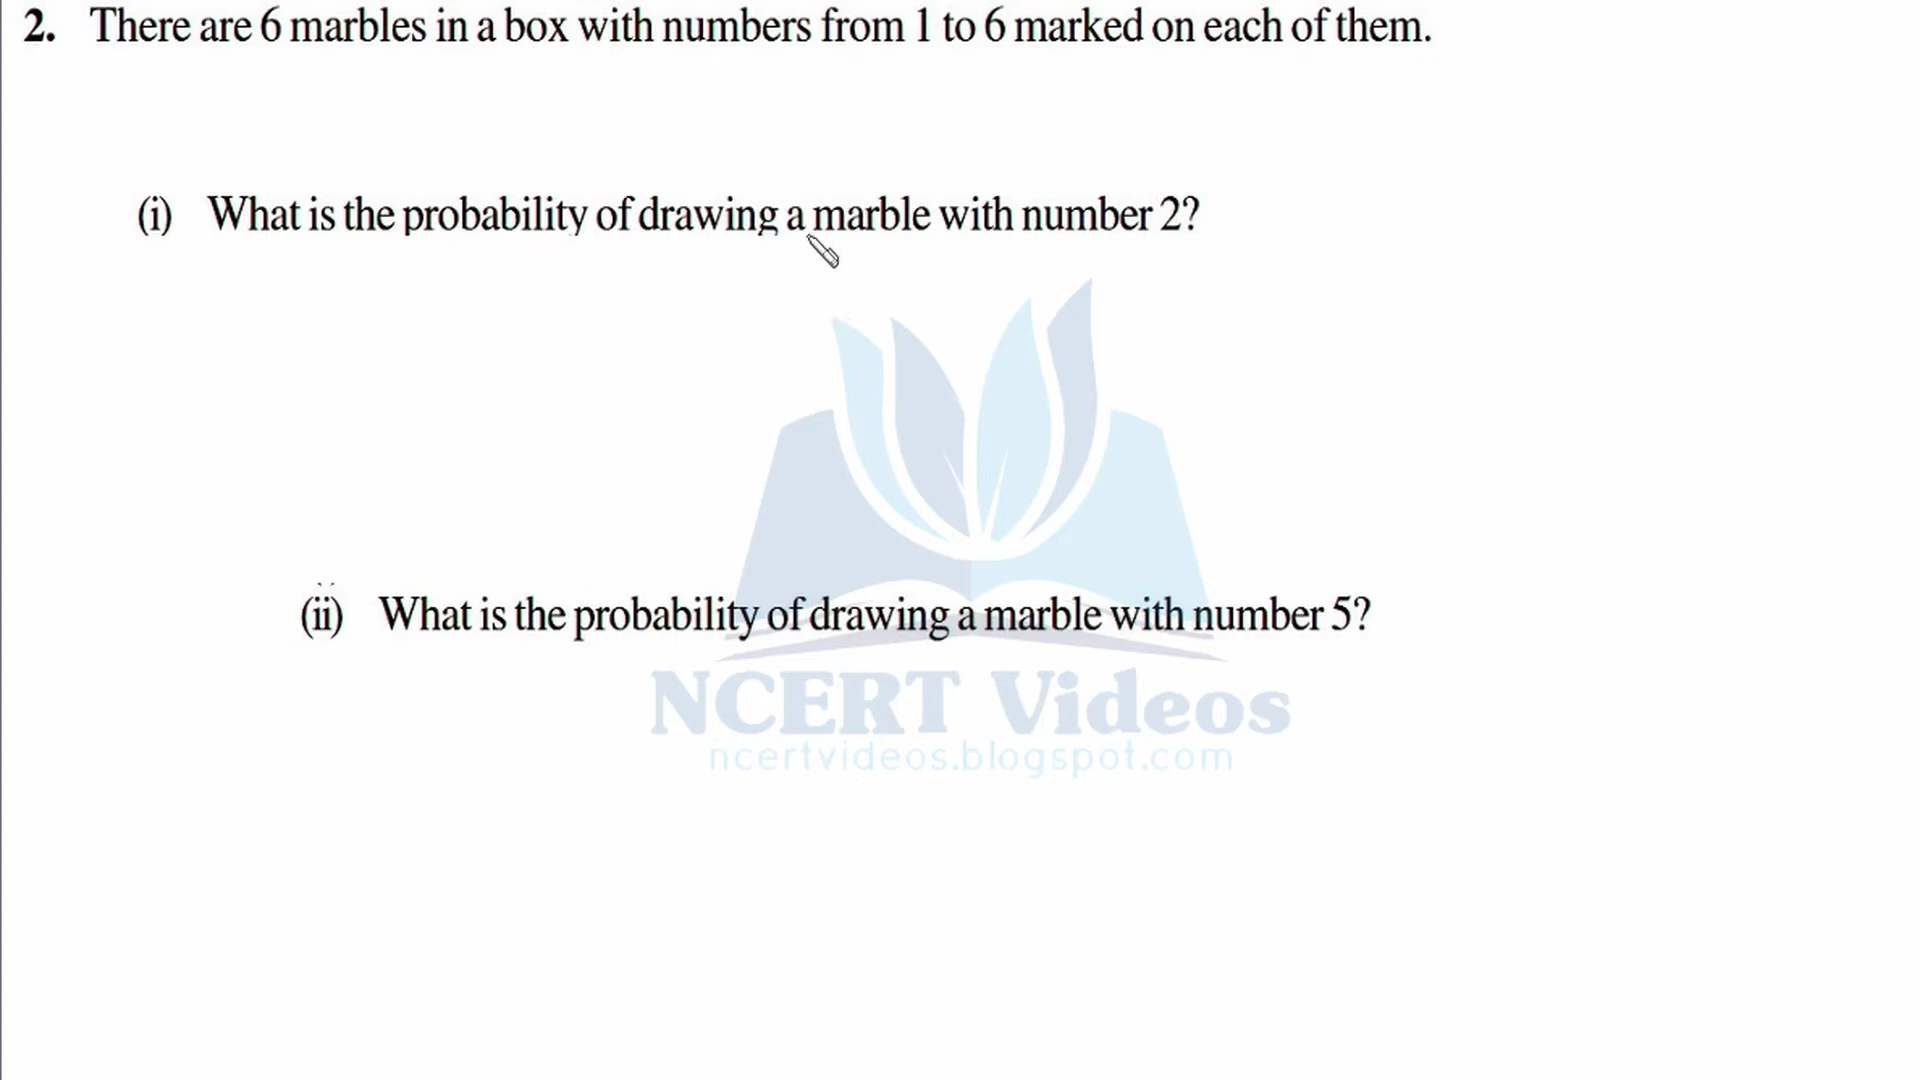 2. There are 6 marbles in a box with numbers from 1 to 6 marked on each of them.
(i) What is the probability of drawing a marble with number 2?
(ii) What is the probability of drawing a marble with number 5?
NCERT Videos
ncertvideos.blogspot.com